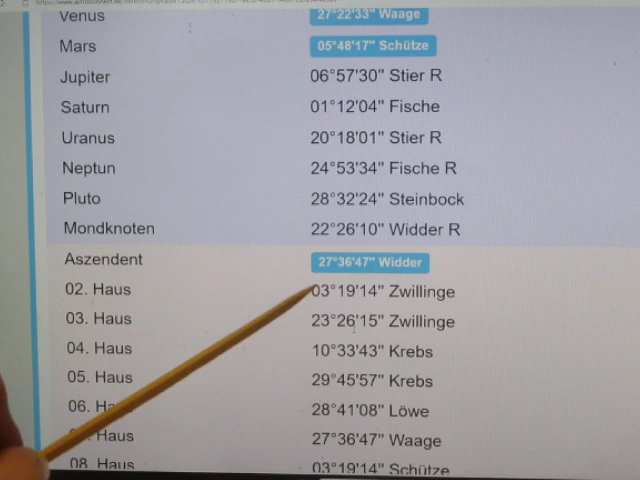 Venus 27°22'33" Waage
Mars 05°48'17" Schütze
Jupiter 06°57'30" Stier R
Saturn 01°12'04" Fische
Uranus 20°18'01" Stier R
Neptun 24°53'34" Fische R
Pluto 28°32'24" Steinbock
Mondknoten 22°26'10" Widder R
Aszendent 27°36'47" Widder
02. Haus 03°19'14" Zwillinge
03. Haus 23°26'15" Zwillinge
04. Haus 10°33'43" Krebs
05. Haus 29°45'57" Krebs
06. 28°41'08" Löwe
Haus 27°36'47" Waage
08. Haus 03°19'14" Schütze